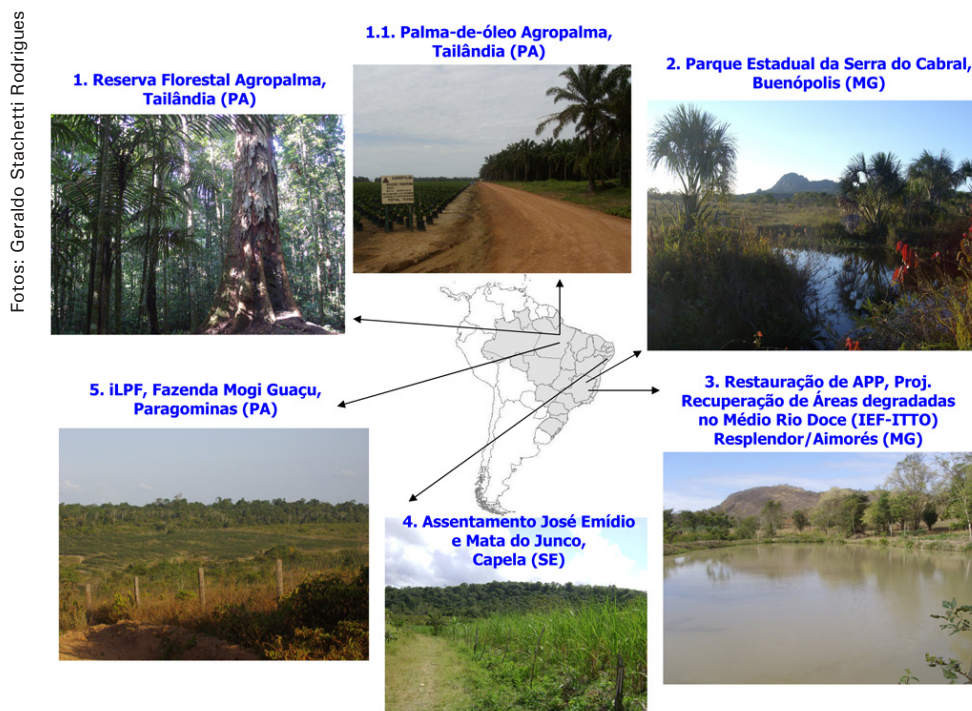 Fotos: Geraldo Stachetti Rodrigues
1. Reserva Florestal Agropalma,
Tailândia (PA)
1.1. Palma-de-óleo Agropalma,
Tailândia (PA)
2. Parque Estadual da Serra do Cabral,
Buenópolis (MG)
3. Restauração de APP, Proj.
Recuperação de Áreas degradadas
no Médio Rio Doce (IEF-ITTO)
Resplendor/Aimorés (MG)
4. Assentamento José Emídio
e Mata do Junco,
Capela (SE)
5. iLPF, Fazenda Mogi Guaçu,
Paragominas (PA)